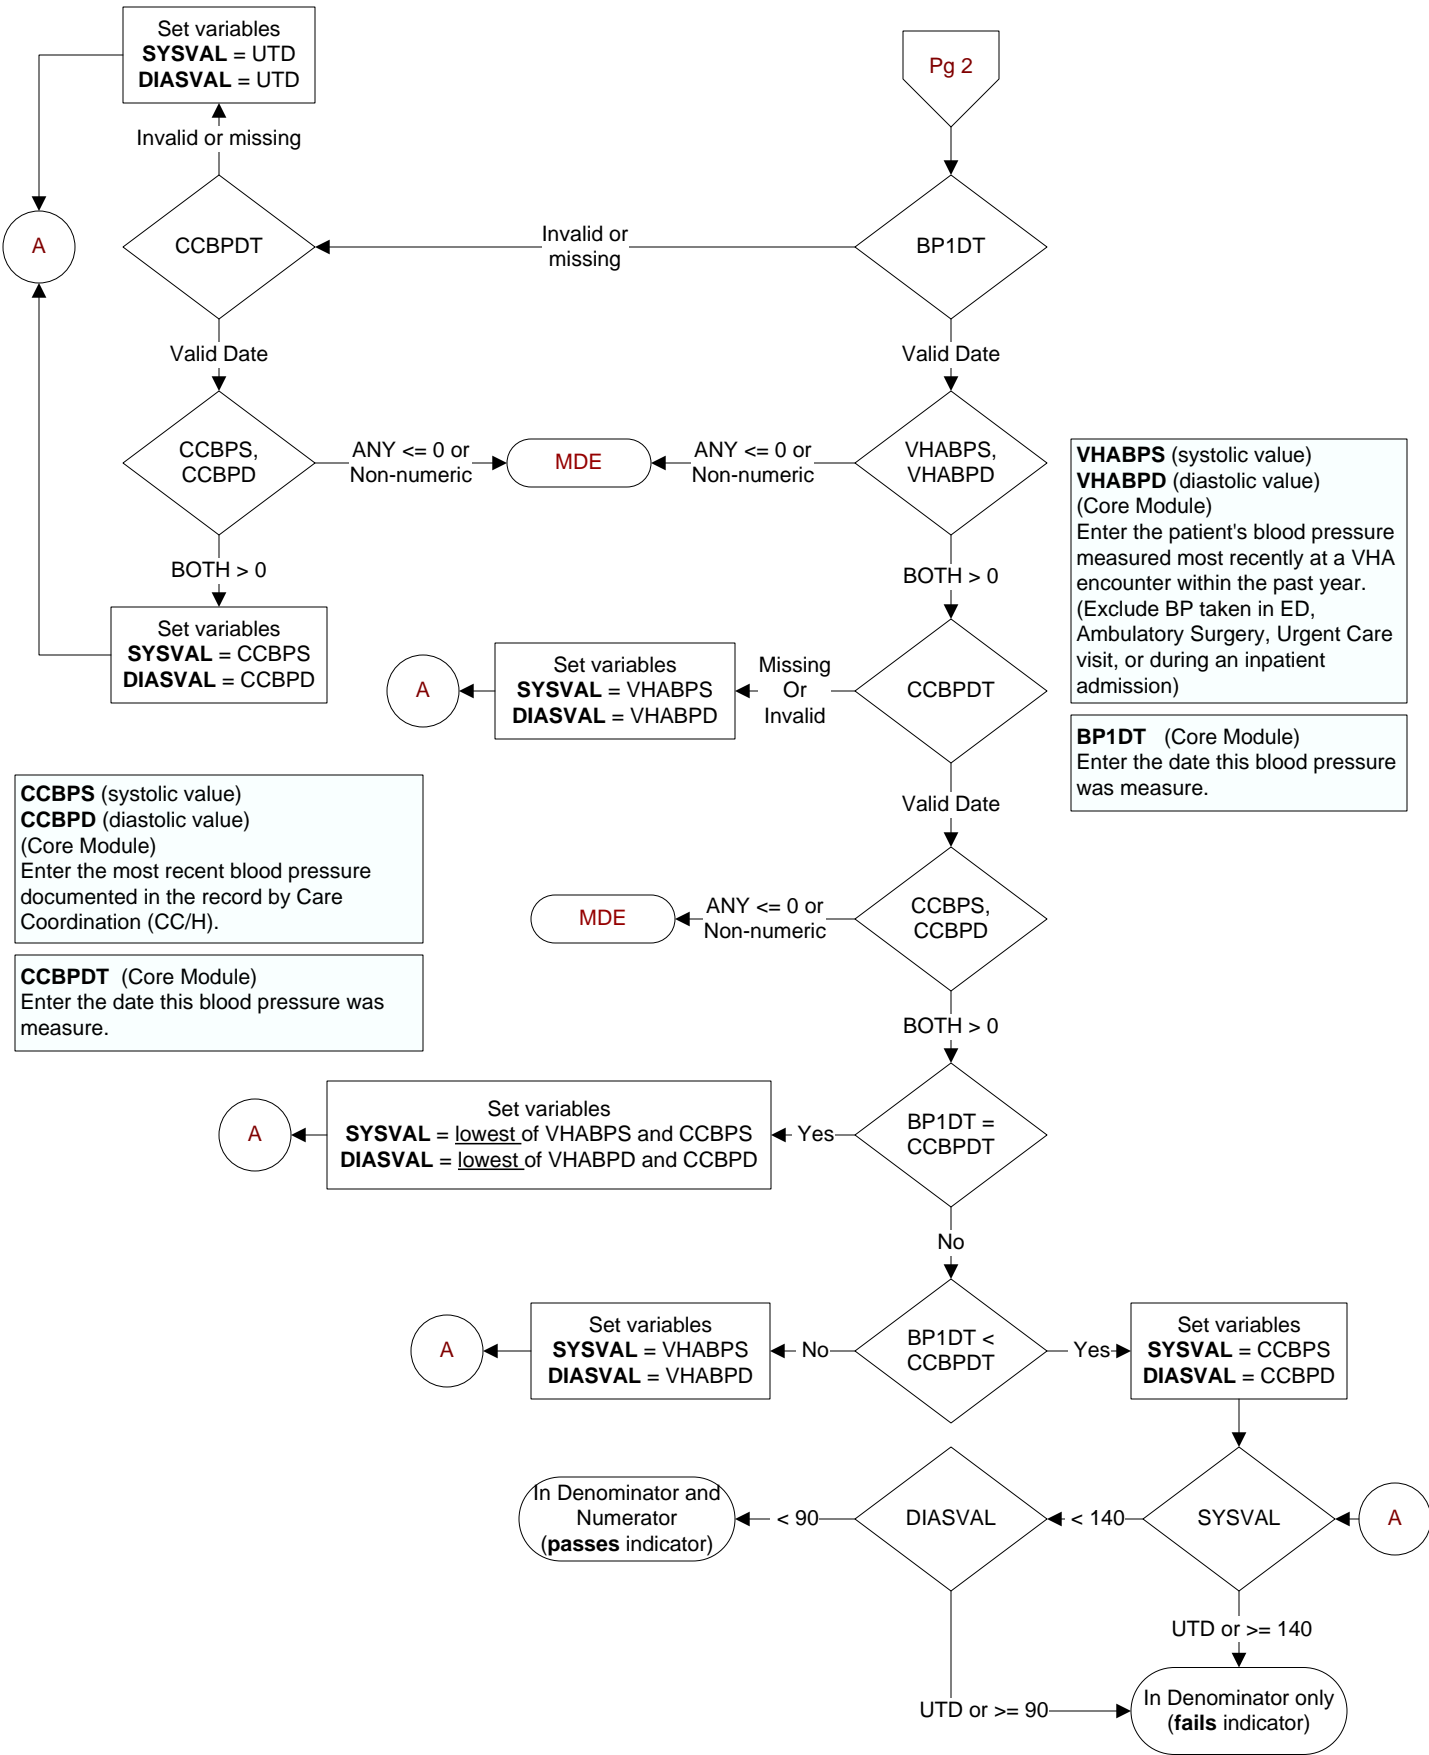 Set variables
SYSVAL = UTD
DIASVAL = UTD
Pg 2
Invalid or missing
A
CCBPDT
Invalid or
missing
BP1DT
Valid Date
Valid Date
CCBPS,
CCBPD
ANY <= 0 or
Non-numeric
MDE
ANY <= 0 or
Non-numeric
VHABPS,
VHABPD
VHABPS (systolic value)
VHABPD (diastolic value)
(Core Module)
Enter the patient's blood pressure
measured most recently at a VHA
encounter within the past year.
(Exclude BP taken in ED,
Ambulatory Surgery, Urgent Care
visit, or during an inpatient
admission)
BOTH > 0
BOTH > 0
Set variables
SYSVAL = CCBPS
DIASVAL = CCBPD
A
Set variables
SYSVAL = VHABPS
DIASVAL = VHABPD
Missing
Or
Invalid
CCBPDT
BP1DT (Core Module)
Enter the date this blood pressure
was measure.
CCBPS (systolic value)
CCBPD (diastolic value)
(Core Module)
Enter the most recent blood pressure
documented in the record by Care
Coordination (CC/H).
Valid Date
MDE
ANY <= 0 or
Non-numeric
CCBPS,
CCBPD
CCBPDT (Core Module)
Enter the date this blood pressure was
measure.
BOTH > 0
A
Set variables
SYSVAL = lowest of VHABPS and CCBPS
DIASVAL = lowest of VHABPD and CCBPD
Yes
BP1DT =
CCBPDT
No
A
Set variables
SYSVAL = VHABPS
DIASVAL = VHABPD
No
BP1DT <
CCBPDT
Yes
Set variables
SYSVAL = CCBPS
DIASVAL = CCBPD
In Denominator and
Numerator
(passes indicator)
< 90
DIASVAL
< 140
SYSVAL
A
UTD or >= 140
UTD or >= 90
In Denominator only
(fails indicator)